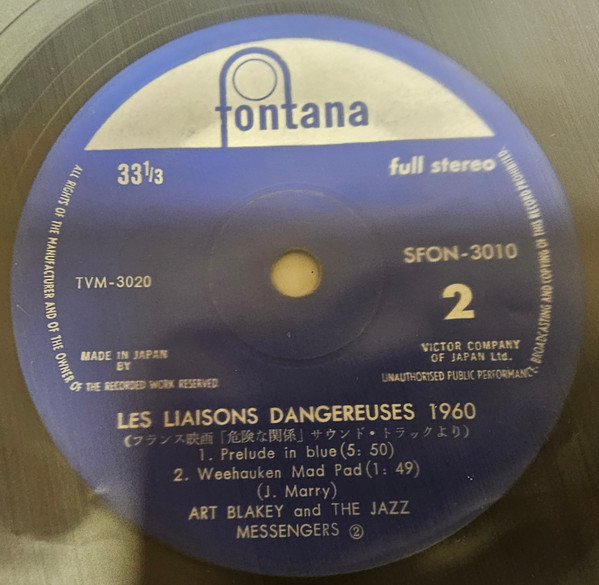 fontana
33 1/3
full stereo
TVM-3020
SFON-3010
2
MADE IN JAPAN
BY
VICTOR COMPANY
OF JAPAN Ltd.
ALL RIGHTS OF THE MANUFACTURER AND OF THE OWNER OF THE RECORDED WORK RESERVED
UNAUTHORISED PUBLIC PERFORMANCE, BROADCASTING AND COPYING OF THIS RECORD PROHIBITED
LES LIAISONS DANGEREUSES 1960
(フランス映画「危険な関係」サウンド・トラックより)
1. Prelude in blue(5: 50)
2. Weehauken Mad Pad(1: 49)
(J. Marry)
ART BLAKEY and THE JAZZ
MESSENGERS ②